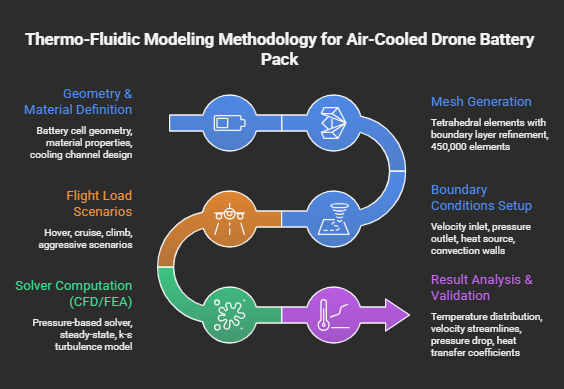 Thermo-Fluidic Modeling Methodology for Air-Cooled Drone Battery
Pack
Geometry &
Material Definition
Battery cell geometry,
material properties,
cooling channel design
Mesh Generation
Tetrahedral elements with
boundary layer refinement,
450,000 elements
Boundary
Conditions Setup
Velocity inlet, pressure
outlet, heat source,
convection walls
Flight Load
Scenarios
Hover, cruise, climb,
aggressive scenarios
Solver Computation
(CFD/FEA)
Pressure-based solver,
steady-state, k-ε
turbulence model
Result Analysis &
Validation
Temperature distribution,
velocity streamlines,
pressure drop, heat
transfer coefficients